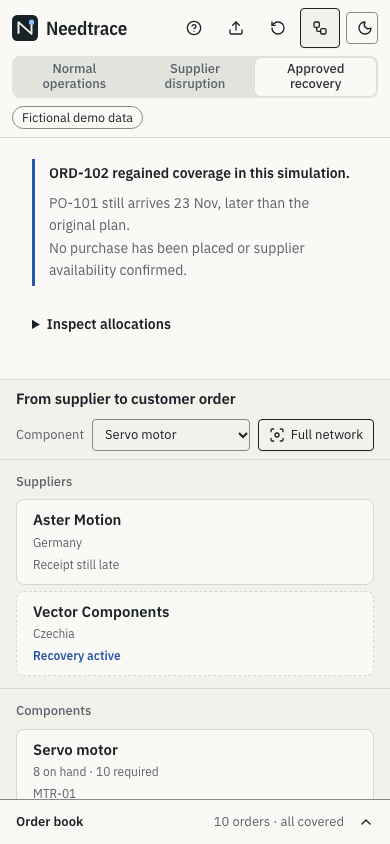 Needtrace
Normal
operations
Supplier
disruption
Approved
recovery
Fictional demo data
ORD-102 regained coverage in this simulation.
PO-101 still arrives 23 Nov, later than the
original plan.
No purchase has been placed or supplier
availability confirmed.
Inspect allocations
From supplier to customer order
Component
Servo motor
Full network
Suppliers
Aster Motion
Germany
Receipt still late
Vector Components
Czechia
Recovery active
Components
Servo motor
8 on hand · 10 required
MTR-01
Order book
10 orders · all covered